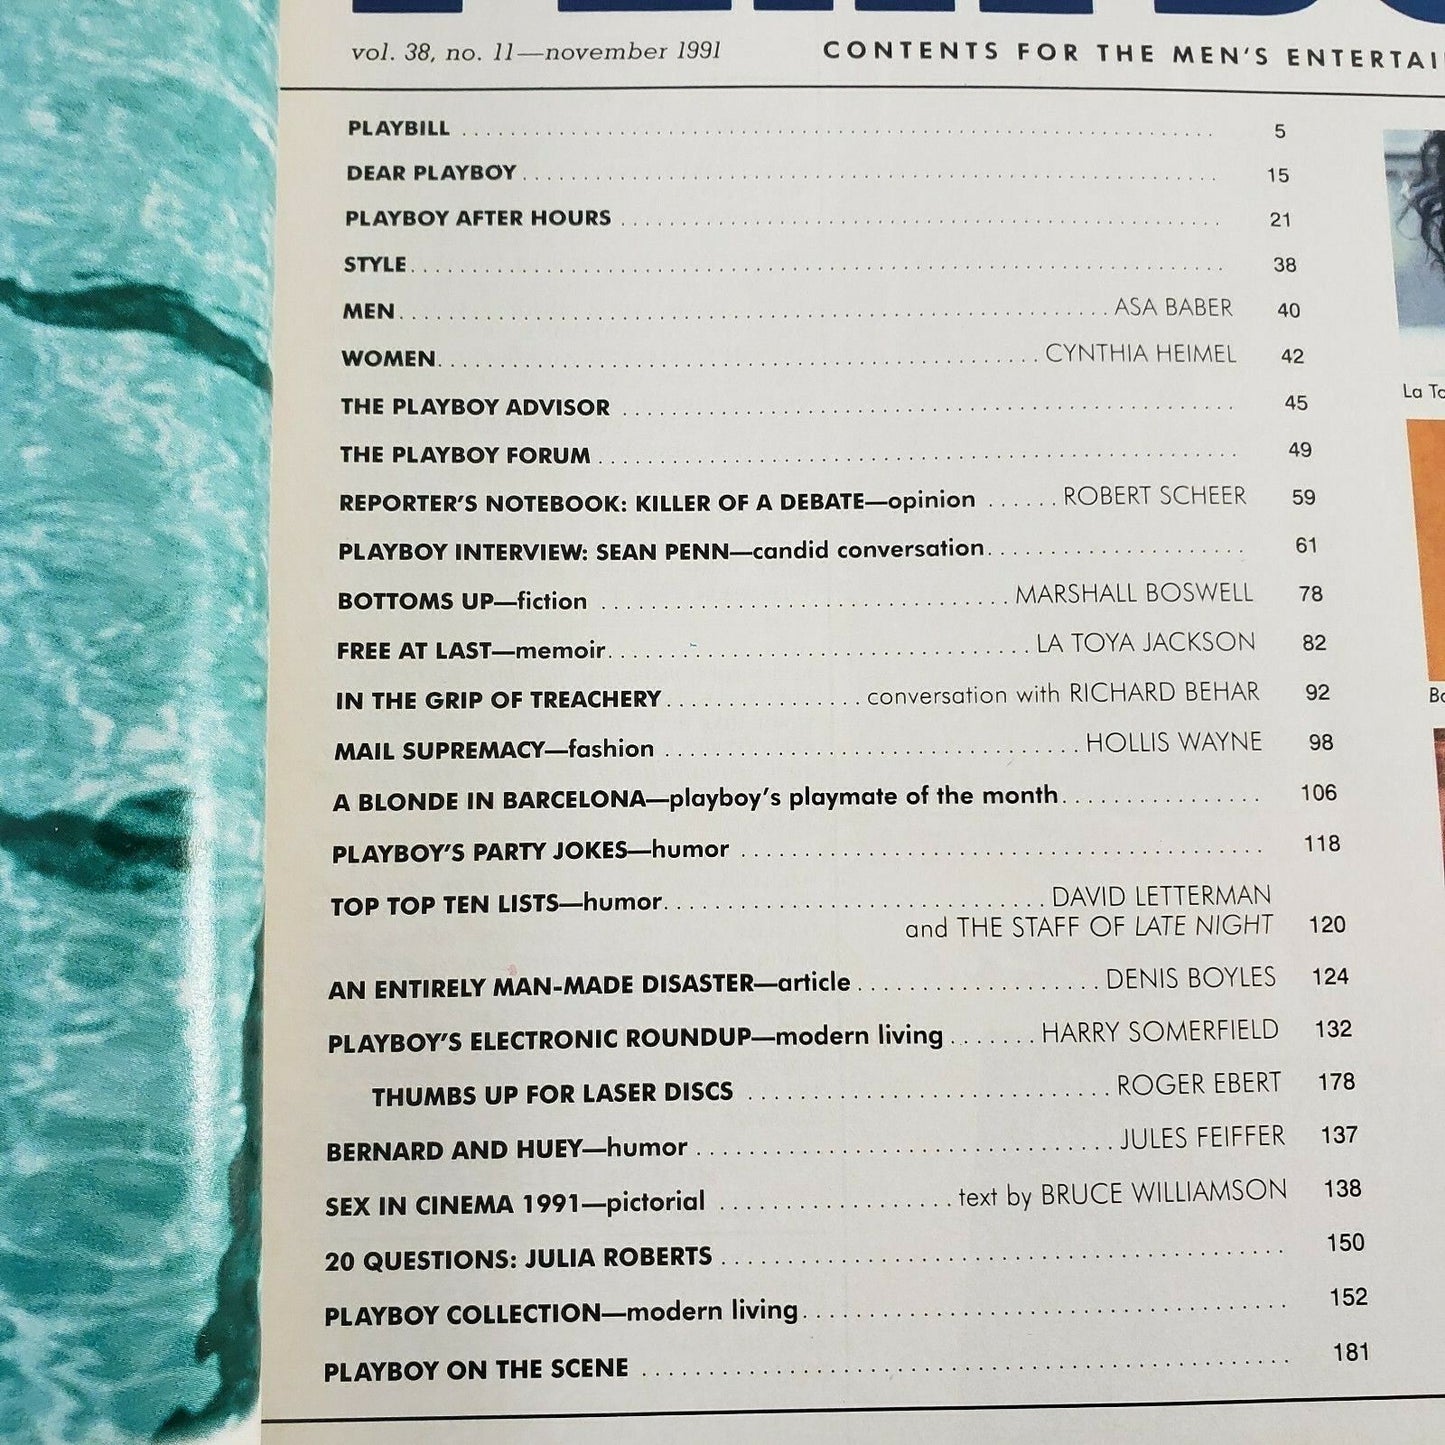 vol. 38, no. 11—november 1991
CONTENTS FOR THE MEN'S
PLAYBILL 5
DEAR PLAYBOY 15
PLAYBOY AFTER HOURS 21
STYLE 38
MEN ASA BABER 40
WOMEN CYNTHIA HEIMEL 42
THE PLAYBOY ADVISOR 45
THE PLAYBOY FORUM 49
REPORTER'S NOTEBOOK: KILLER OF A DEBATE—opinion ROBERT SCHEER 59
PLAYBOY INTERVIEW: SEAN PENN—candid conversation 61
BOTTOMS UP—fiction MARSHALL BOSWELL 78
FREE AT LAST—memoir LA TOYA JACKSON 82
IN THE GRIP OF TREACHERY conversation with RICHARD BEHAR 92
MAIL SUPREMACY—fashion HOLLIS WAYNE 98
A BLONDE IN BARCELONA—playboy's playmate of the month 106
PLAYBOY'S PARTY JOKES—humor 118
TOP TOP TEN LISTS—humor DAVID LETTERMAN
and THE STAFF OF LATE NIGHT 120
AN ENTIRELY MAN-MADE DISASTER—article DENIS BOYLES 124
PLAYBOY'S ELECTRONIC ROUNDUP—modern living HARRY SOMERFIELD 132
THUMBS UP FOR LASER DISCS ROGER EBERT 178
BERNARD AND HUEY—humor JULES FEIFFER 137
SEX IN CINEMA 1991—pictorial text by BRUCE WILLIAMSON 138
20 QUESTIONS: JULIA ROBERTS 150
PLAYBOY COLLECTION—modern living 152
PLAYBOY ON THE SCENE 181
La